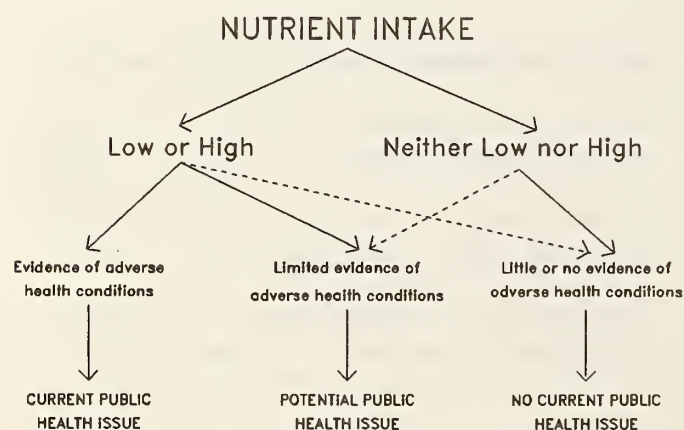 NUTRIENT INTAKE
Low or High
Neither Low nor High
Evidence of adverse
health conditions
Limited evidence of
adverse health conditions
Little or no evidence of
adverse health conditions
CURRENT PUBLIC
HEALTH ISSUE
POTENTIAL PUBLIC
HEALTH ISSUE
NO CURRENT PUBLIC
HEALTH ISSUE